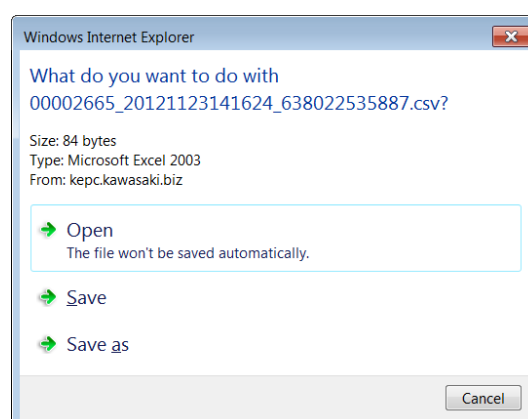 Windows Internet Explorer
What do you want to do with
00002665_20121123141624_638022535887.csv?
Size: 84 bytes
Type: Microsoft Excel 2003
From: kepc.kawasaki.biz
Open
The file won't be saved automatically.
Save
Save as
Cancel